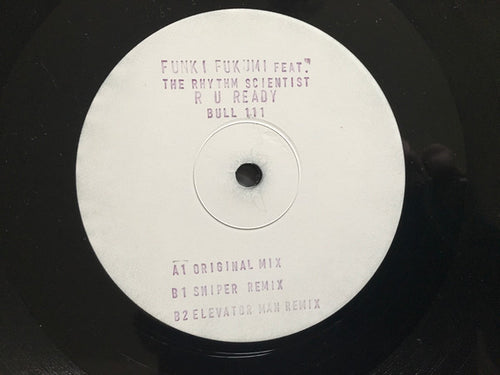 FUNKI FUKUMI FEAT.
THE RHYTHM SCIENTIST
R U READY
BULL 111
A1 ORIGINAL MIX
B1 SNIPER REMIX
B2 ELEVATOR MAN REMIX